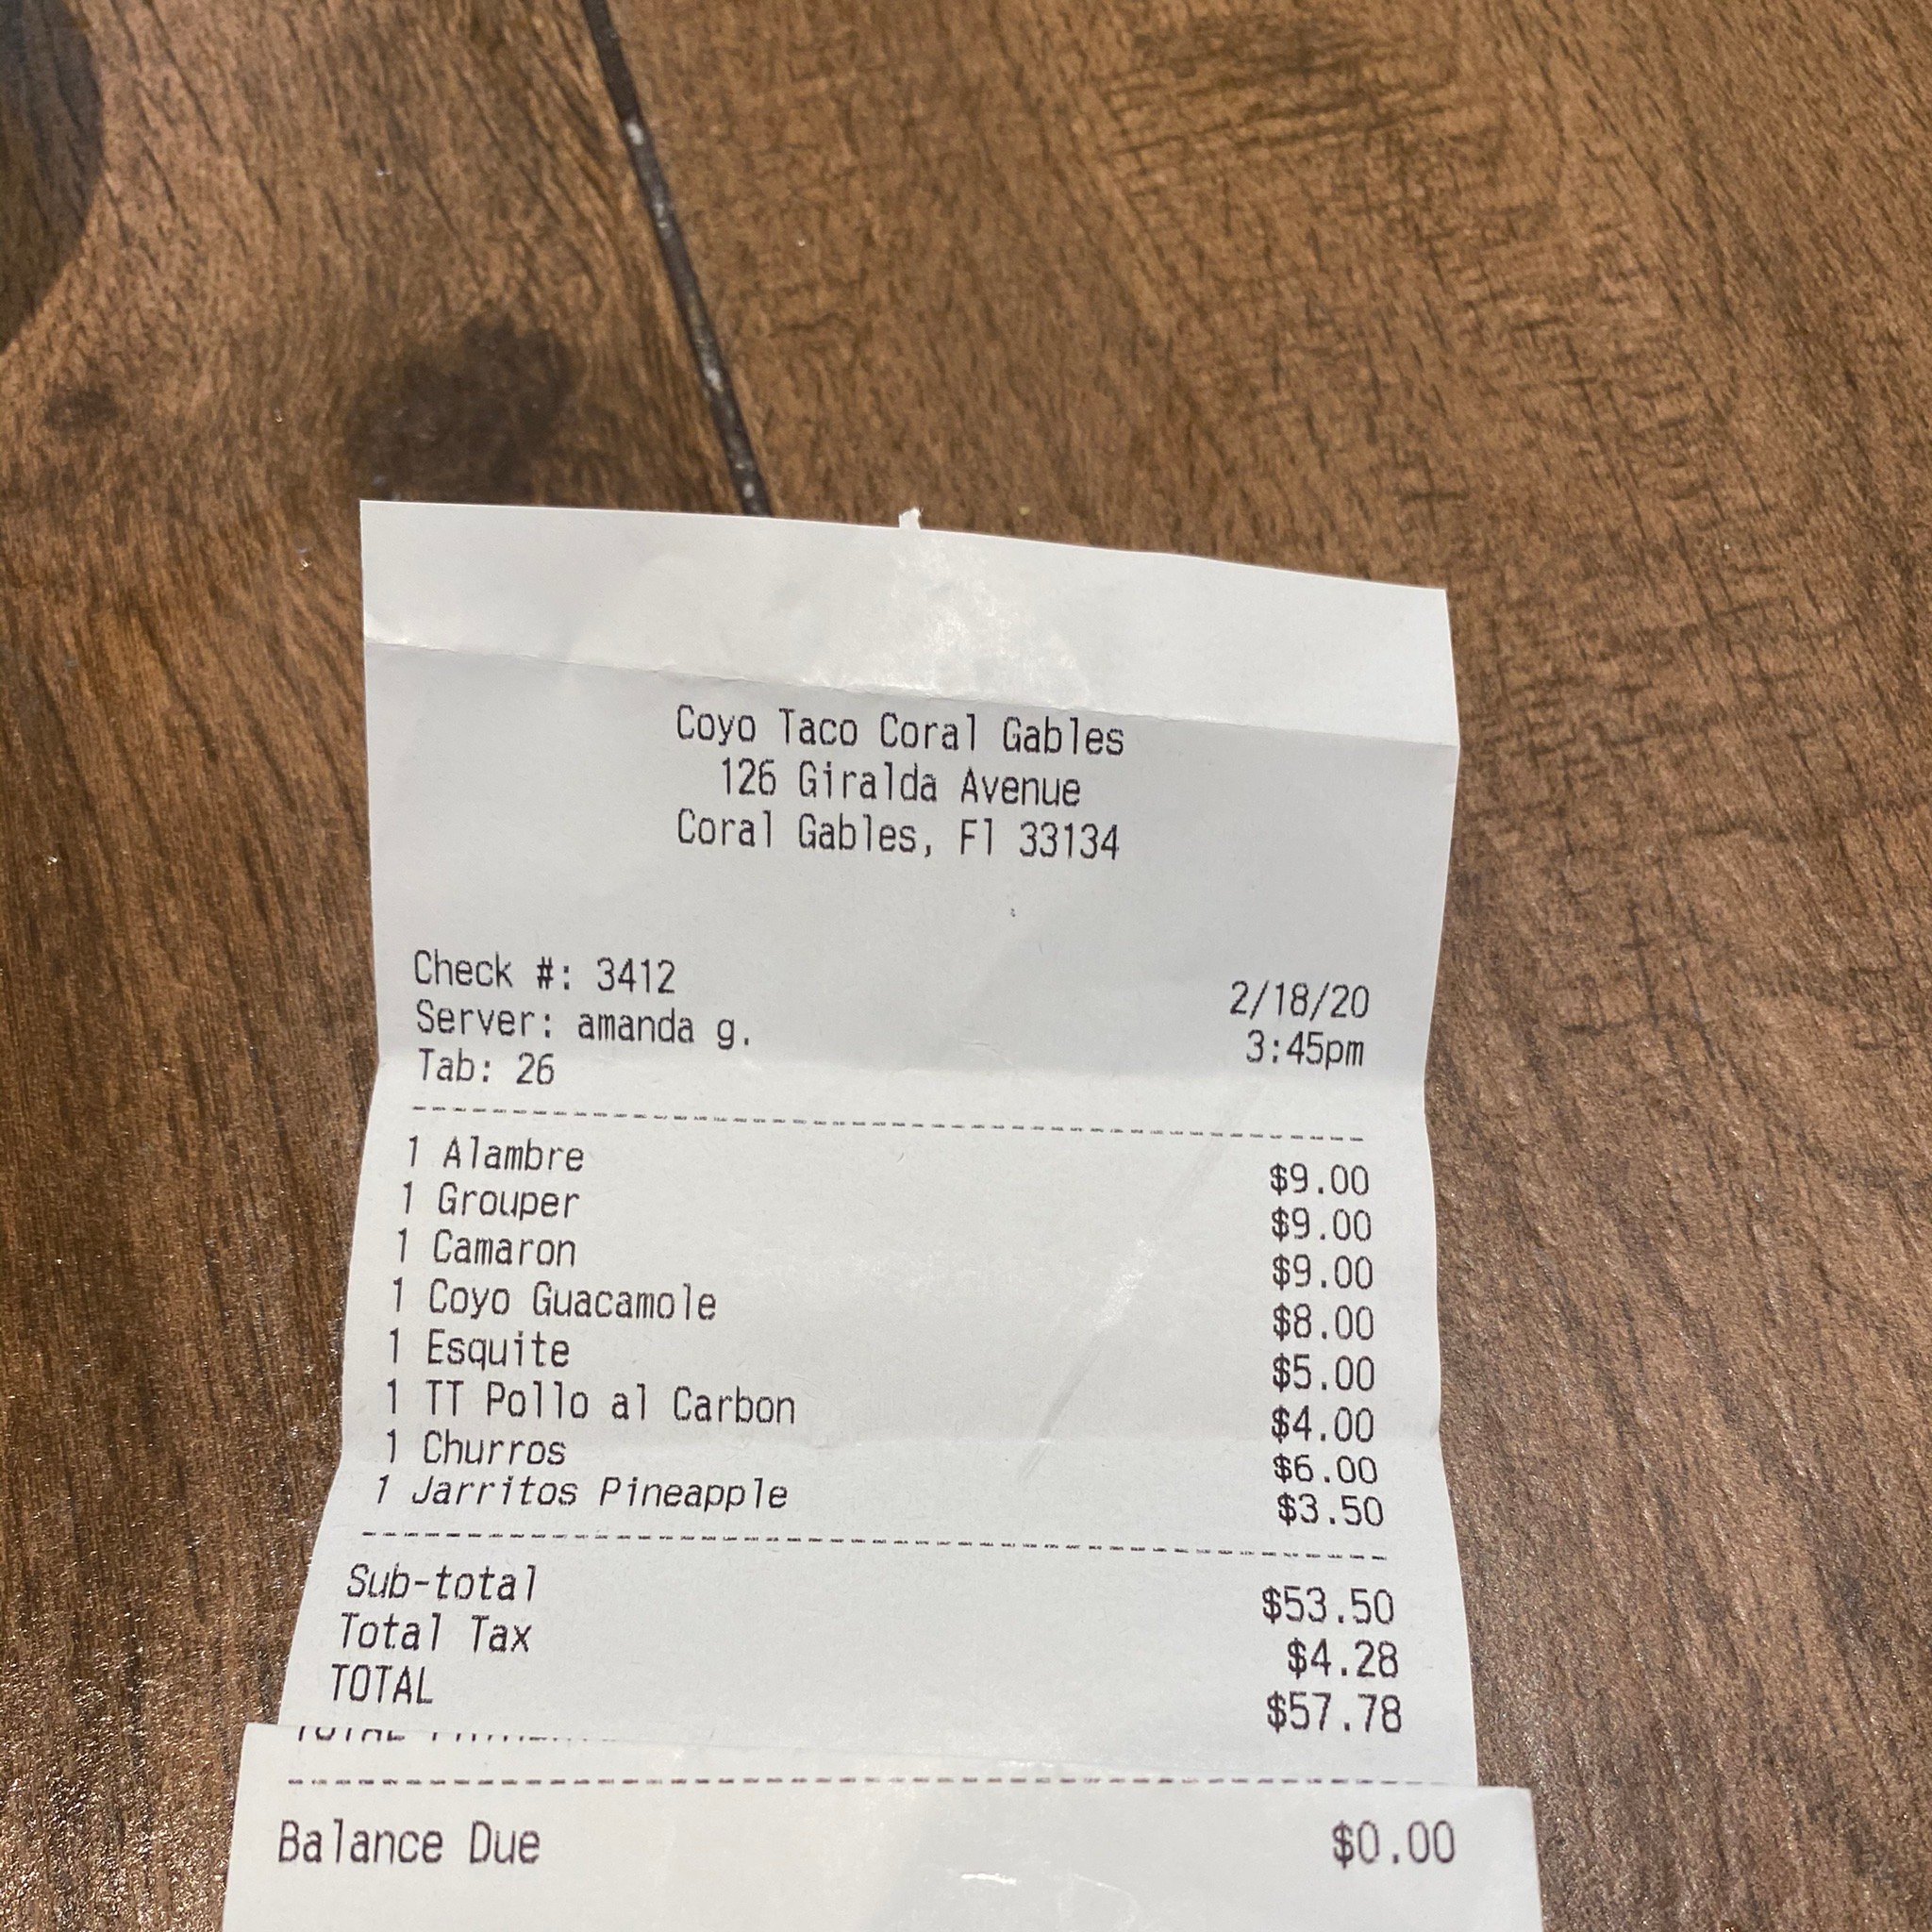 Coyo Taco Coral Gables
126 Giralda Avenue
Coral Gables, Fl 33134
Check #: 3412 2/18/20
Server: amanda g. 3:45pm
Tab: 26
1 Alambre $9.00
1 Grouper $9.00
1 Camaron $9.00
1 Coyo Guacamole $8.00
1 Esquite $5.00
1 TT Pollo al Carbon $4.00
1 Churros $6.00
1 Jarritos Pineapple $3.50
Sub-total $53.50
Total Tax $4.28
TOTAL $57.78
Balance Due $0.00